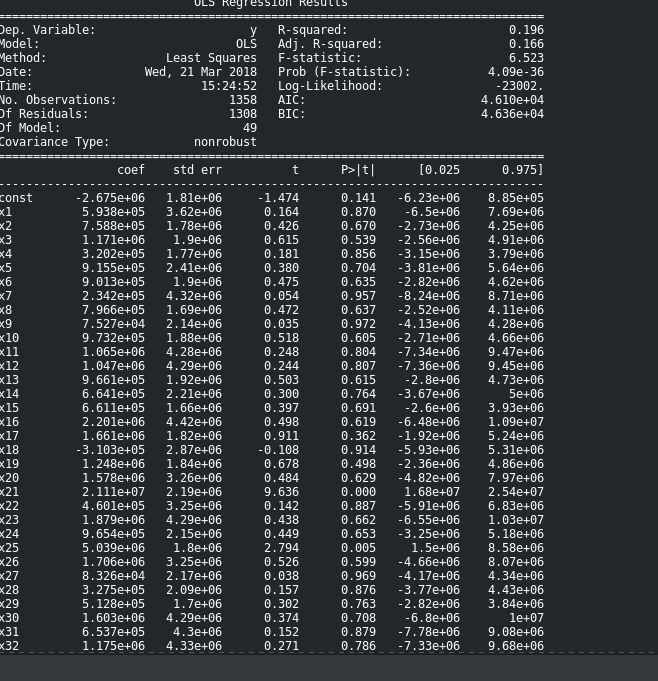 OLS Regression Results
==============================================================================
Dep. Variable:                      y   R-squared:                       0.196
Model:                            OLS   Adj. R-squared:                  0.166
Method:                 Least Squares   F-statistic:                     6.523
Date:                Wed, 21 Mar 2018   Prob (F-statistic):           4.09e-36
Time:                        15:24:52   Log-Likelihood:                -23002.
No. Observations:                1358   AIC:                         4.610e+04
Df Residuals:                    1308   BIC:                         4.636e+04
Df Model:                          49
Covariance Type:            nonrobust
==============================================================================
coef    std err          t      P>|t|      [0.025      0.975]
------------------------------------------------------------------------------
const      -2.675e+06   1.81e+06     -1.474      0.141   -6.23e+06    8.85e+05
x1          5.938e+05   3.62e+06      0.164      0.870    -6.5e+06    7.69e+06
x2          7.588e+05   1.78e+06      0.426      0.670   -2.73e+06    4.25e+06
x3          1.171e+06    1.9e+06      0.615      0.539   -2.56e+06    4.91e+06
x4          3.202e+05   1.77e+06      0.181      0.856   -3.15e+06    3.79e+06
x5          9.155e+05   2.41e+06      0.380      0.704   -3.81e+06    5.64e+06
x6          9.013e+05    1.9e+06      0.475      0.635   -2.82e+06    4.62e+06
x7          2.342e+05   4.32e+06      0.054      0.957   -8.24e+06    8.71e+06
x8          7.966e+05   1.69e+06      0.472      0.637   -2.52e+06    4.11e+06
x9          7.527e+04   2.14e+06      0.035      0.972   -4.13e+06    4.28e+06
x10         9.732e+05   1.88e+06      0.518      0.605   -2.71e+06    4.66e+06
x11         1.065e+06   4.28e+06      0.248      0.804   -7.34e+06    9.47e+06
x12         1.047e+06   4.29e+06      0.244      0.807   -7.36e+06    9.45e+06
x13         9.661e+05   1.92e+06      0.503      0.615    -2.8e+06    4.73e+06
x14         6.641e+05   2.21e+06      0.300      0.764   -3.67e+06       5e+06
x15         6.611e+05   1.66e+06      0.397      0.691    -2.6e+06    3.93e+06
x16         2.201e+06   4.42e+06      0.498      0.619   -6.48e+06    1.09e+07
x17         1.661e+06   1.82e+06      0.911      0.362   -1.92e+06    5.24e+06
x18        -3.103e+05   2.87e+06     -0.108      0.914   -5.93e+06    5.31e+06
x19         1.248e+06   1.84e+06      0.678      0.498   -2.36e+06    4.86e+06
x20         1.578e+06   3.26e+06      0.484      0.629   -4.82e+06    7.97e+06
x21         2.111e+07   2.19e+06      9.636      0.000    1.68e+07    2.54e+07
x22         4.601e+05   3.25e+06      0.142      0.887   -5.91e+06    6.83e+06
x23         1.879e+06   4.29e+06      0.438      0.662   -6.55e+06    1.03e+07
x24         9.654e+05   2.15e+06      0.449      0.653   -3.25e+06    5.18e+06
x25         5.039e+06    1.8e+06      2.794      0.005     1.5e+06    8.58e+06
x26         1.706e+06   3.25e+06      0.526      0.599   -4.66e+06    8.07e+06
x27         8.326e+04   2.17e+06      0.038      0.969   -4.17e+06    4.34e+06
x28         3.275e+05   2.09e+06      0.157      0.876   -3.77e+06    4.43e+06
x29         5.128e+05    1.7e+06      0.302      0.763   -2.82e+06    3.84e+06
x30         1.603e+06   4.29e+06      0.374      0.708    -6.8e+06       1e+07
x31         6.537e+05    4.3e+06      0.152      0.879   -7.78e+06    9.08e+06
x32         1.175e+06   4.33e+06      0.271      0.786   -7.33e+06    9.68e+06